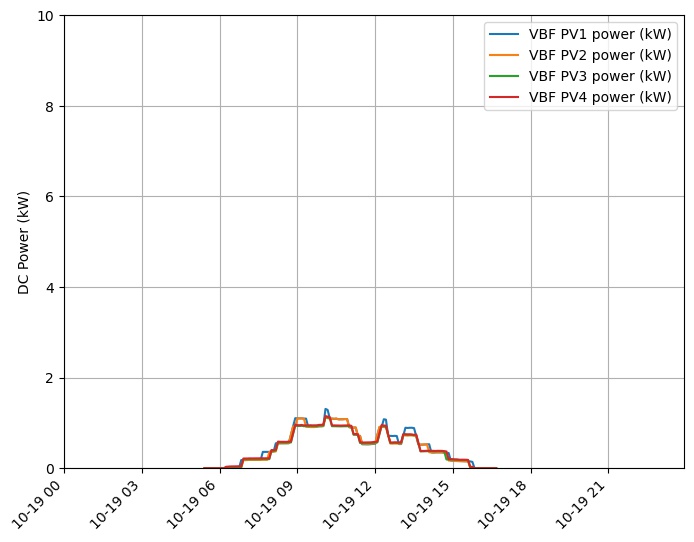 10
8
6
4
2
0
DC Power (kW)
VBF PV1 power (kW)
VBF PV2 power (kW)
VBF PV3 power (kW)
VBF PV4 power (kW)
10-19 00
10-19 03
10-19 06
10-19 09
10-19 12
10-19 15
10-19 18
10-19 21